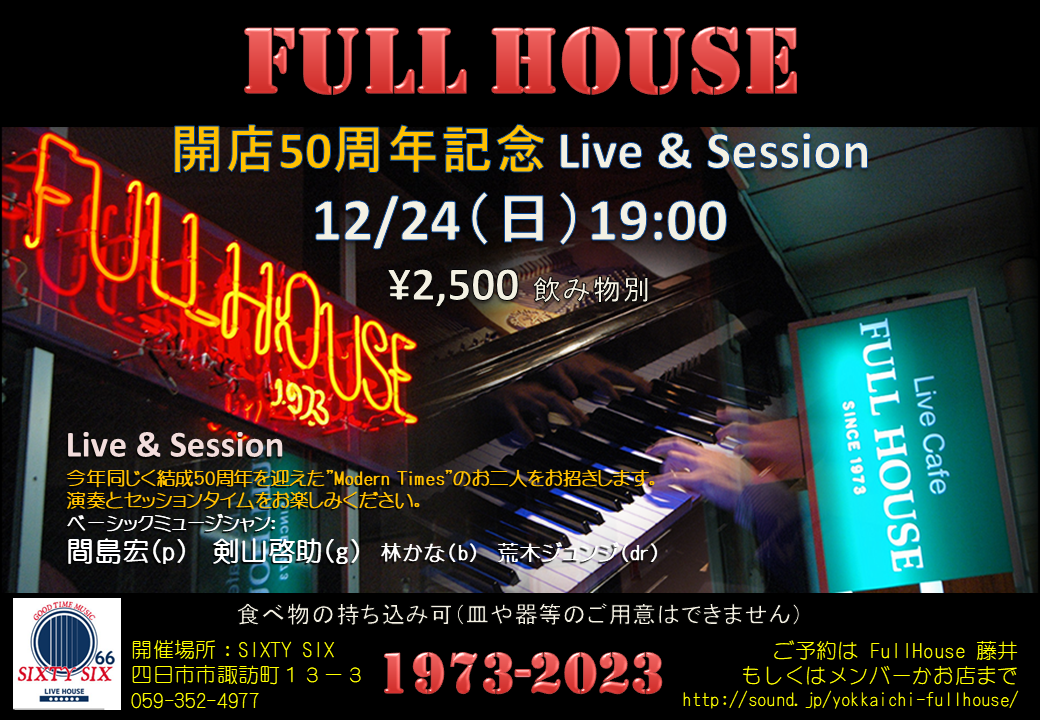 FULL HOUSE
開店50周年記念 Live & Session
12/24（日）19:00
¥2,500 飲み物別
FULL HOUSE
1973
Live Cafe
FULL HOUSE
SINCE 1973
Live & Session
今年同じく結成50周年を迎えた”Modern Times”のお二人をお招きします。
演奏とセッションタイムをお楽しみください。
ベーシックミュージシャン:
間島宏(p)　剣山啓助(g)　林かな(b)　荒木ジュンジ(dr)
食べ物の持ち込み可(皿や器等のご用意はできません)
GOOD TIME MUSIC
66
SIXTY SIX
LIVE HOUSE
開催場所：SIXTY SIX
四日市市諏訪町１３－３
059-352-4977
1973-2023
ご予約は FullHouse 藤井
もしくはメンバーかお店まで
http://sound.jp/yokkaichi-fullhouse/